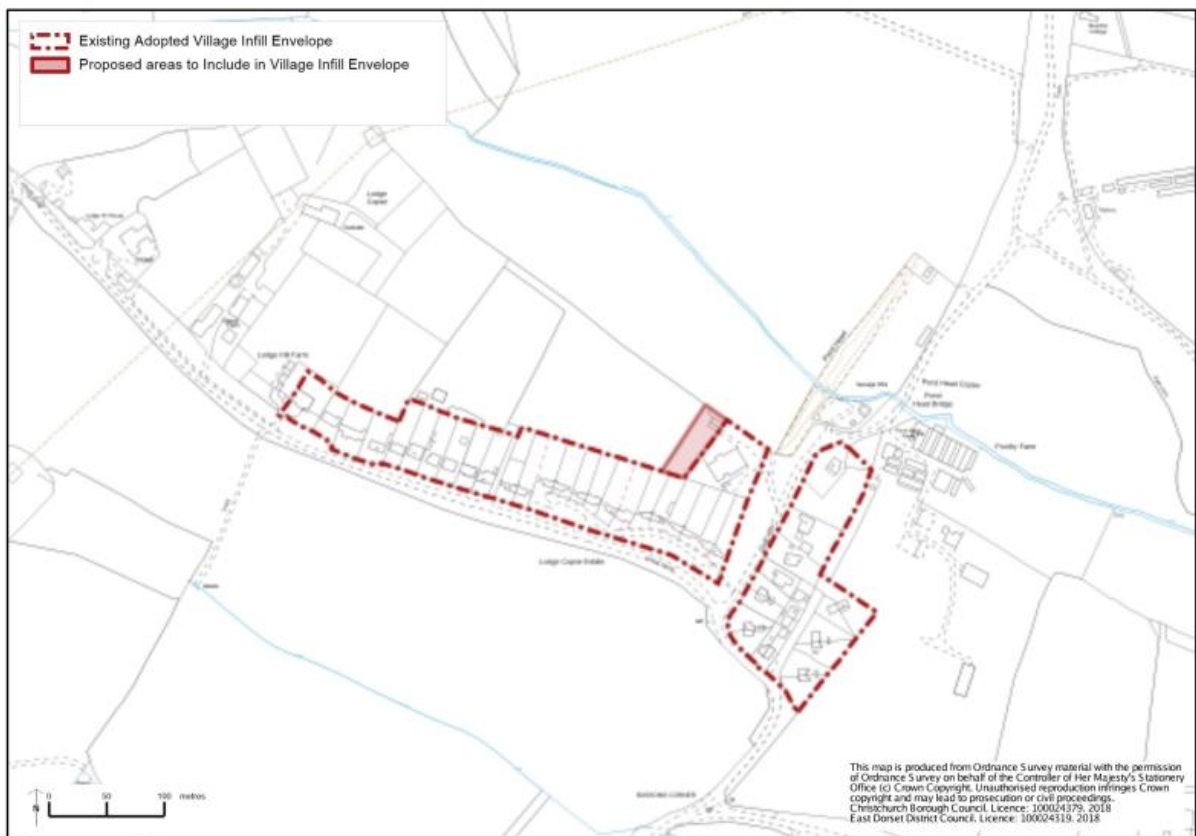 Existing Adopted Village Infill Envelope
Proposed areas to Include in Village Infill Envelope
Lodge
Copse
Lodge Hill Farm
Pond Head
Pond Head Copse
Pond
Head Bridge
Poultry Farm
Lodge Copse Estate
0 50 100 metres
N
This map is produced from Ordnance Survey material with the permission
of Ordnance Survey on behalf of the Controller of Her Majesty's Stationery
Office (c) Crown Copyright. Unauthorised reproduction infringes Crown
copyright and may lead to prosecution or civil proceedings.
Christchurch Borough Council. Licence: 100024379. 2018
East Dorset District Council. Licence: 100024319. 2018